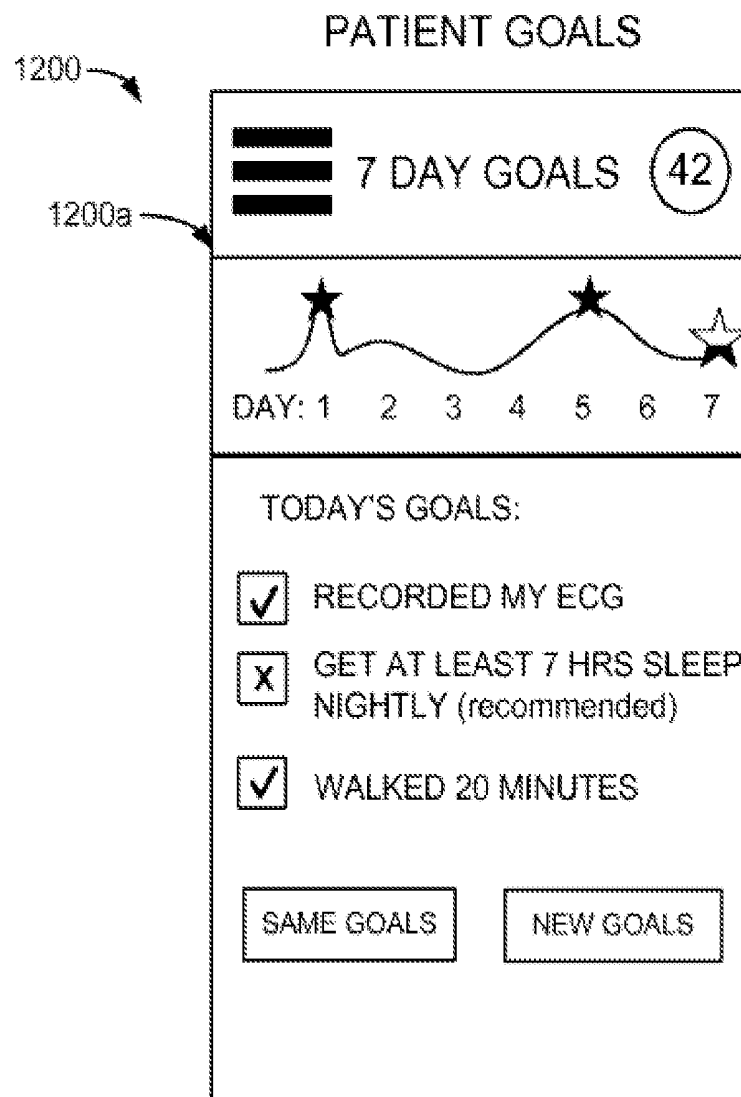 PATIENT GOALS
1200
7 DAY GOALS 42
1200a
DAY: 1 2 3 4 5 6 7
TODAY'S GOALS:
RECORDED MY ECG
X GET AT LEAST 7 HRS SLEEP
NIGHTLY (recommended)
WALKED 20 MINUTES
SAME GOALS NEW GOALS